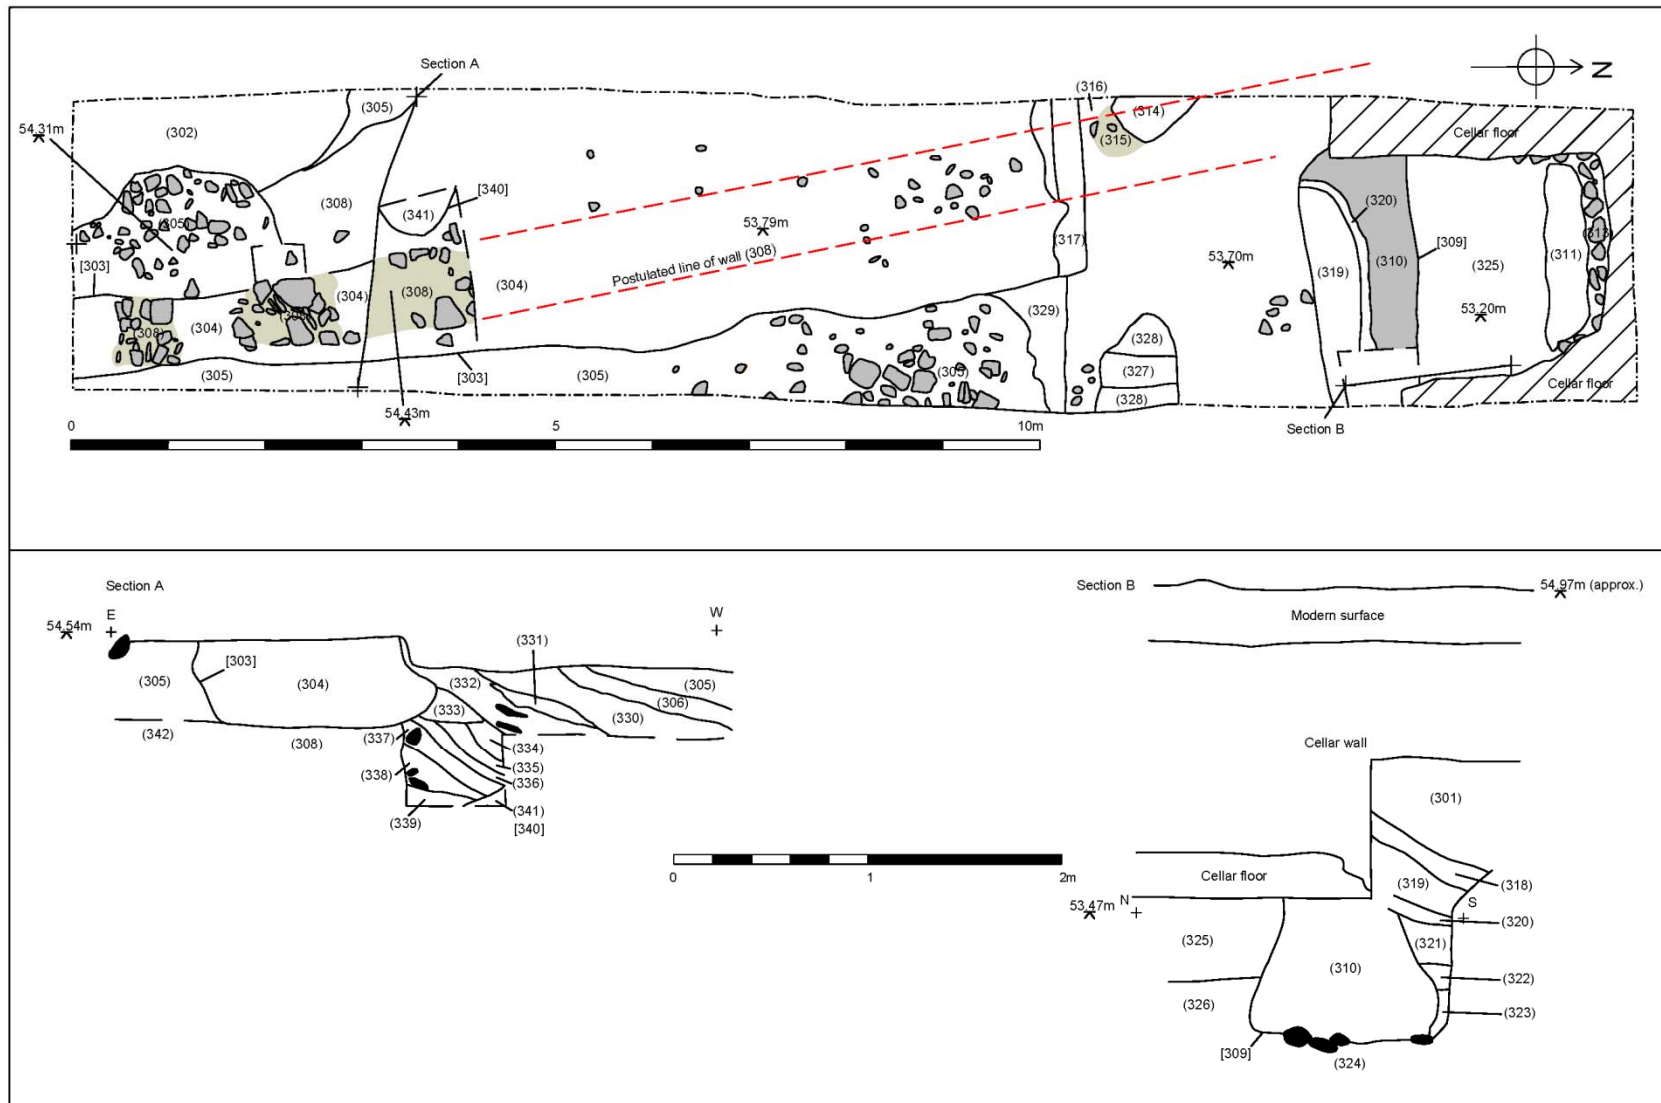 Section A
N
(316)
(305)
(314)
54.31m
(302)
(315)
Cellar floor
[340]
(308)
(341)
(320)
(305)
53.79m
(313)
(317)
53.70m
[309]
[303]
Postulated line of wall (308)
(319)
(310)
(325)
(311)
(304)
(308)
(304)
(329)
53.20m
(308)
(304)
(328)
(327)
(305)
[303]
(305)
(305)
(328)
Cellar floor
54.43m
Section B
0 5 10m
Section A
Section B
54.97m (approx.)
E
W
Modern surface
54.54m
(331)
[303]
(305)
(304)
(332)
(305)
(306)
(333)
(330)
(342)
(308)
(337)
(334)
Cellar wall
(338)
(335)
(336)
(341)
(339)
[340]
(301)
0 1 2m
Cellar floor
(319)
(318)
53.47m
N
S
(320)
(325)
(321)
(310)
(322)
(326)
(323)
[309]
(324)